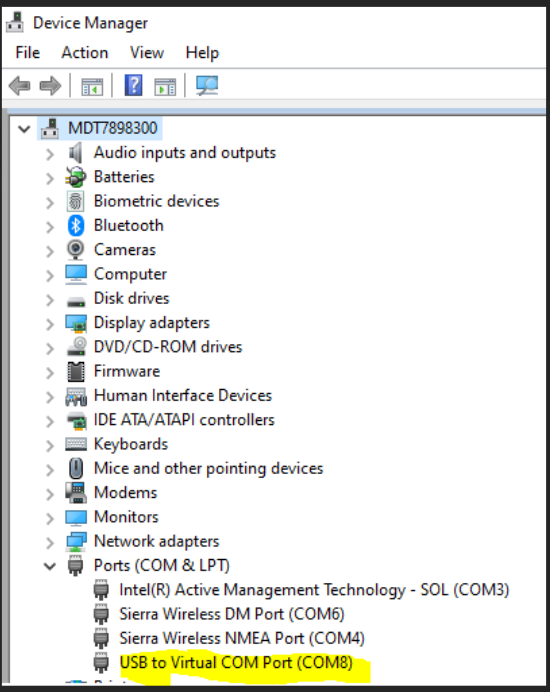 Device Manager
File Action View Help
MDT7898300
Audio inputs and outputs
Batteries
Biometric devices
Bluetooth
Cameras
Computer
Disk drives
Display adapters
DVD/CD-ROM drives
Firmware
Human Interface Devices
IDE ATA/ATAPI controllers
Keyboards
Mice and other pointing devices
Modems
Monitors
Network adapters
Ports (COM & LPT)
Intel(R) Active Management Technology - SOL (COM3)
Sierra Wireless DM Port (COM6)
Sierra Wireless NMEA Port (COM4)
USB to Virtual COM Port (COM8)